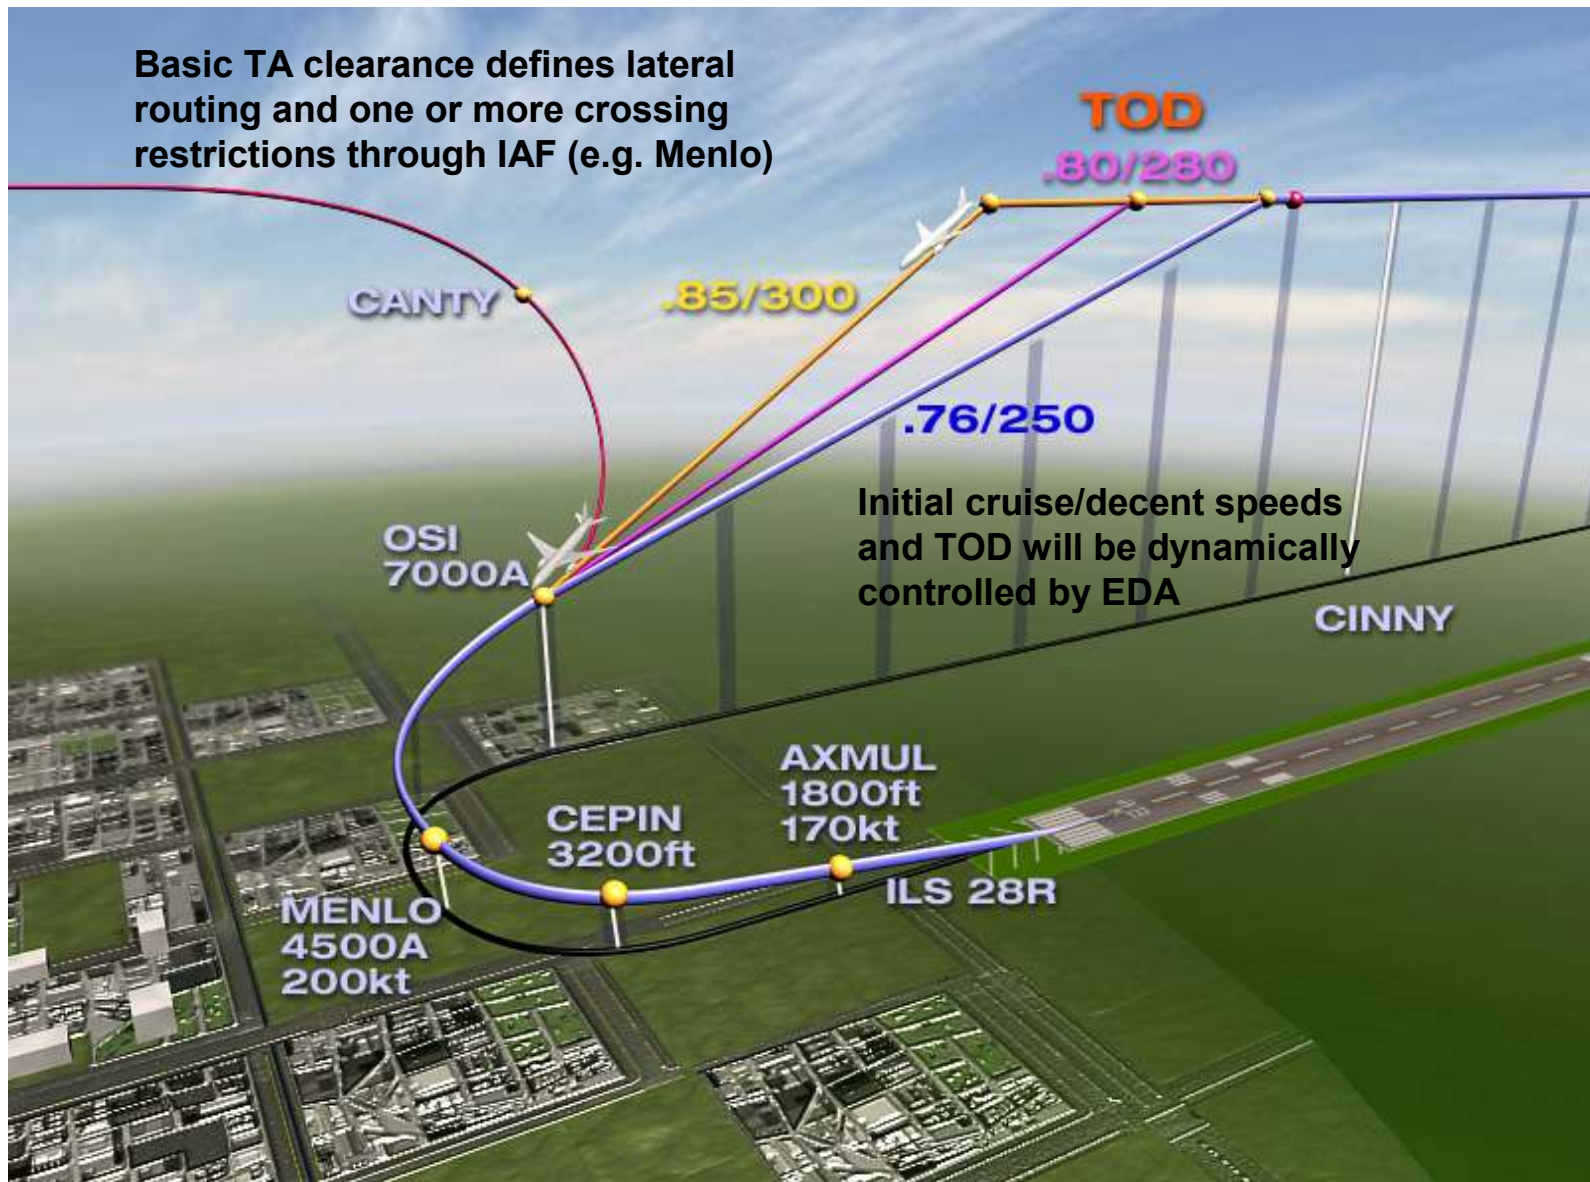 Basic TA clearance defines lateral
routing and one or more crossing
restrictions through IAF (e.g. Menlo)
TOD
.80/280
CANTY
.85/300
.76/250
Initial cruise/decent speeds
and TOD will be dynamically
controlled by EDA
OSI
7000A
CINNY
AXMUL
1800ft
170kt
CEPIN
3200ft
ILS 28R
MENLO
4500A
200kt